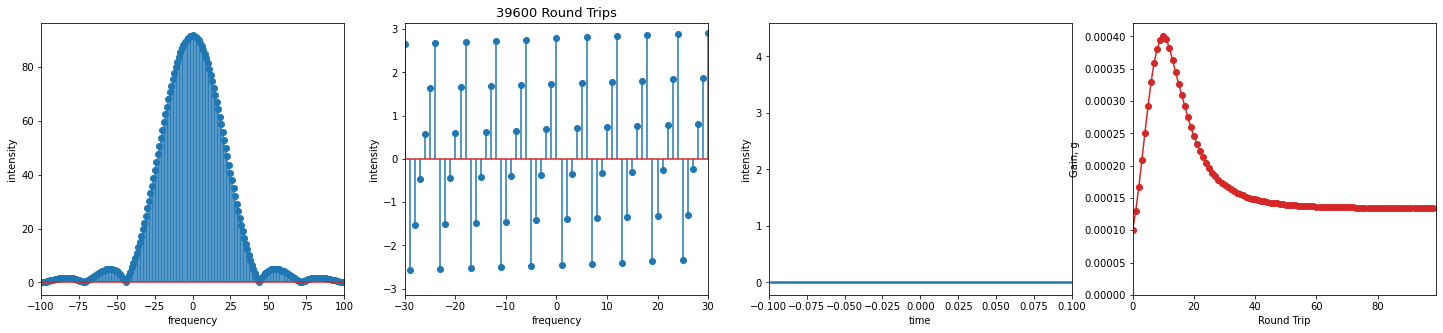 39600 Round Trips
intensity
80
60
40
20
0
−100 −75 −50 −25 0 25 50 75 100
frequency
intensity
3
2
1
0
−1
−2
−3
−30 −20 −10 0 10 20 30
frequency
intensity
4
3
2
1
0
−0.100 −0.075 −0.050 −0.025 0.000 0.025 0.050 0.075 0.100
time
Gain, g
0.00040
0.00035
0.00030
0.00025
0.00020
0.00015
0.00010
0.00005
0.00000
0 20 40 60 80
Round Trip